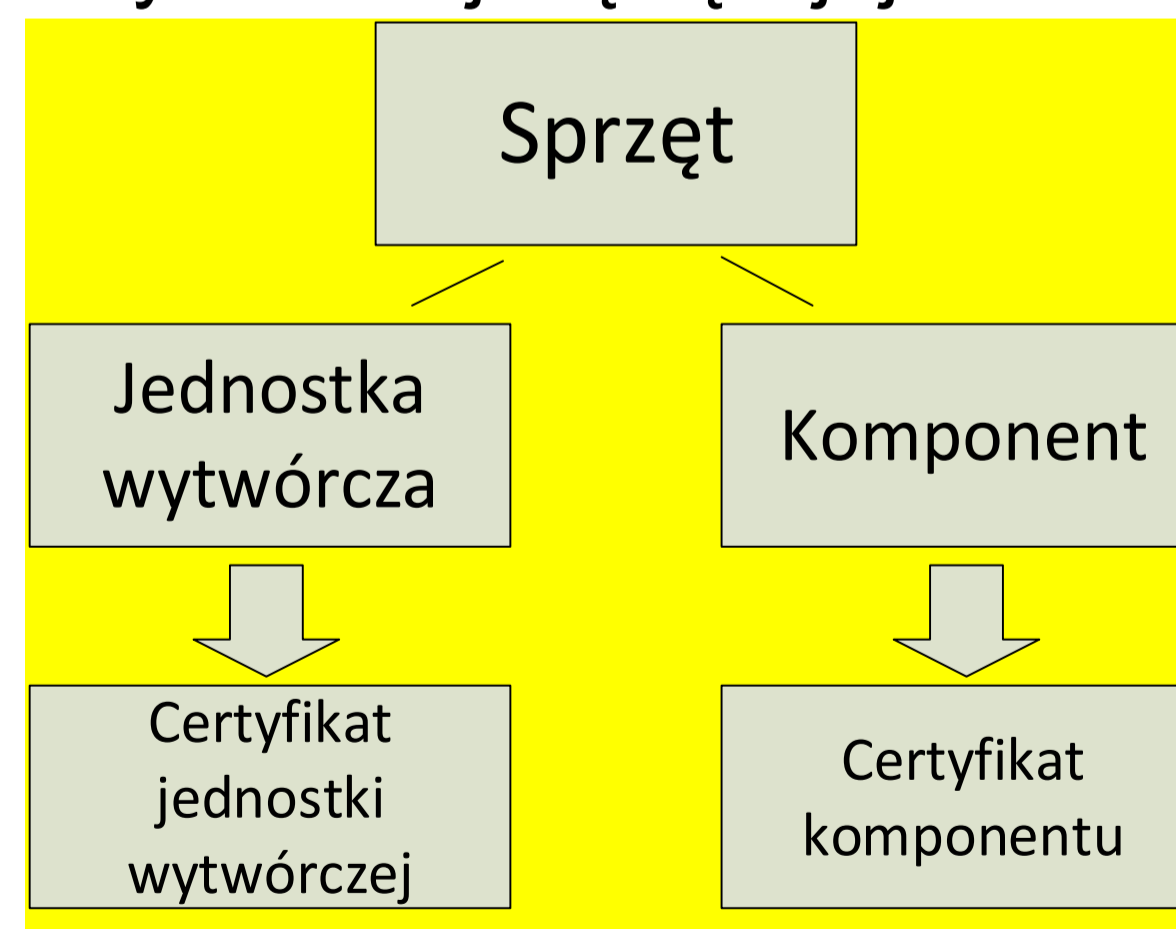 Sprzęt
Jednostka
wytwórcza
Komponent
Certyfikat
jednostki
wytwórczej
Certyfikat
komponentu